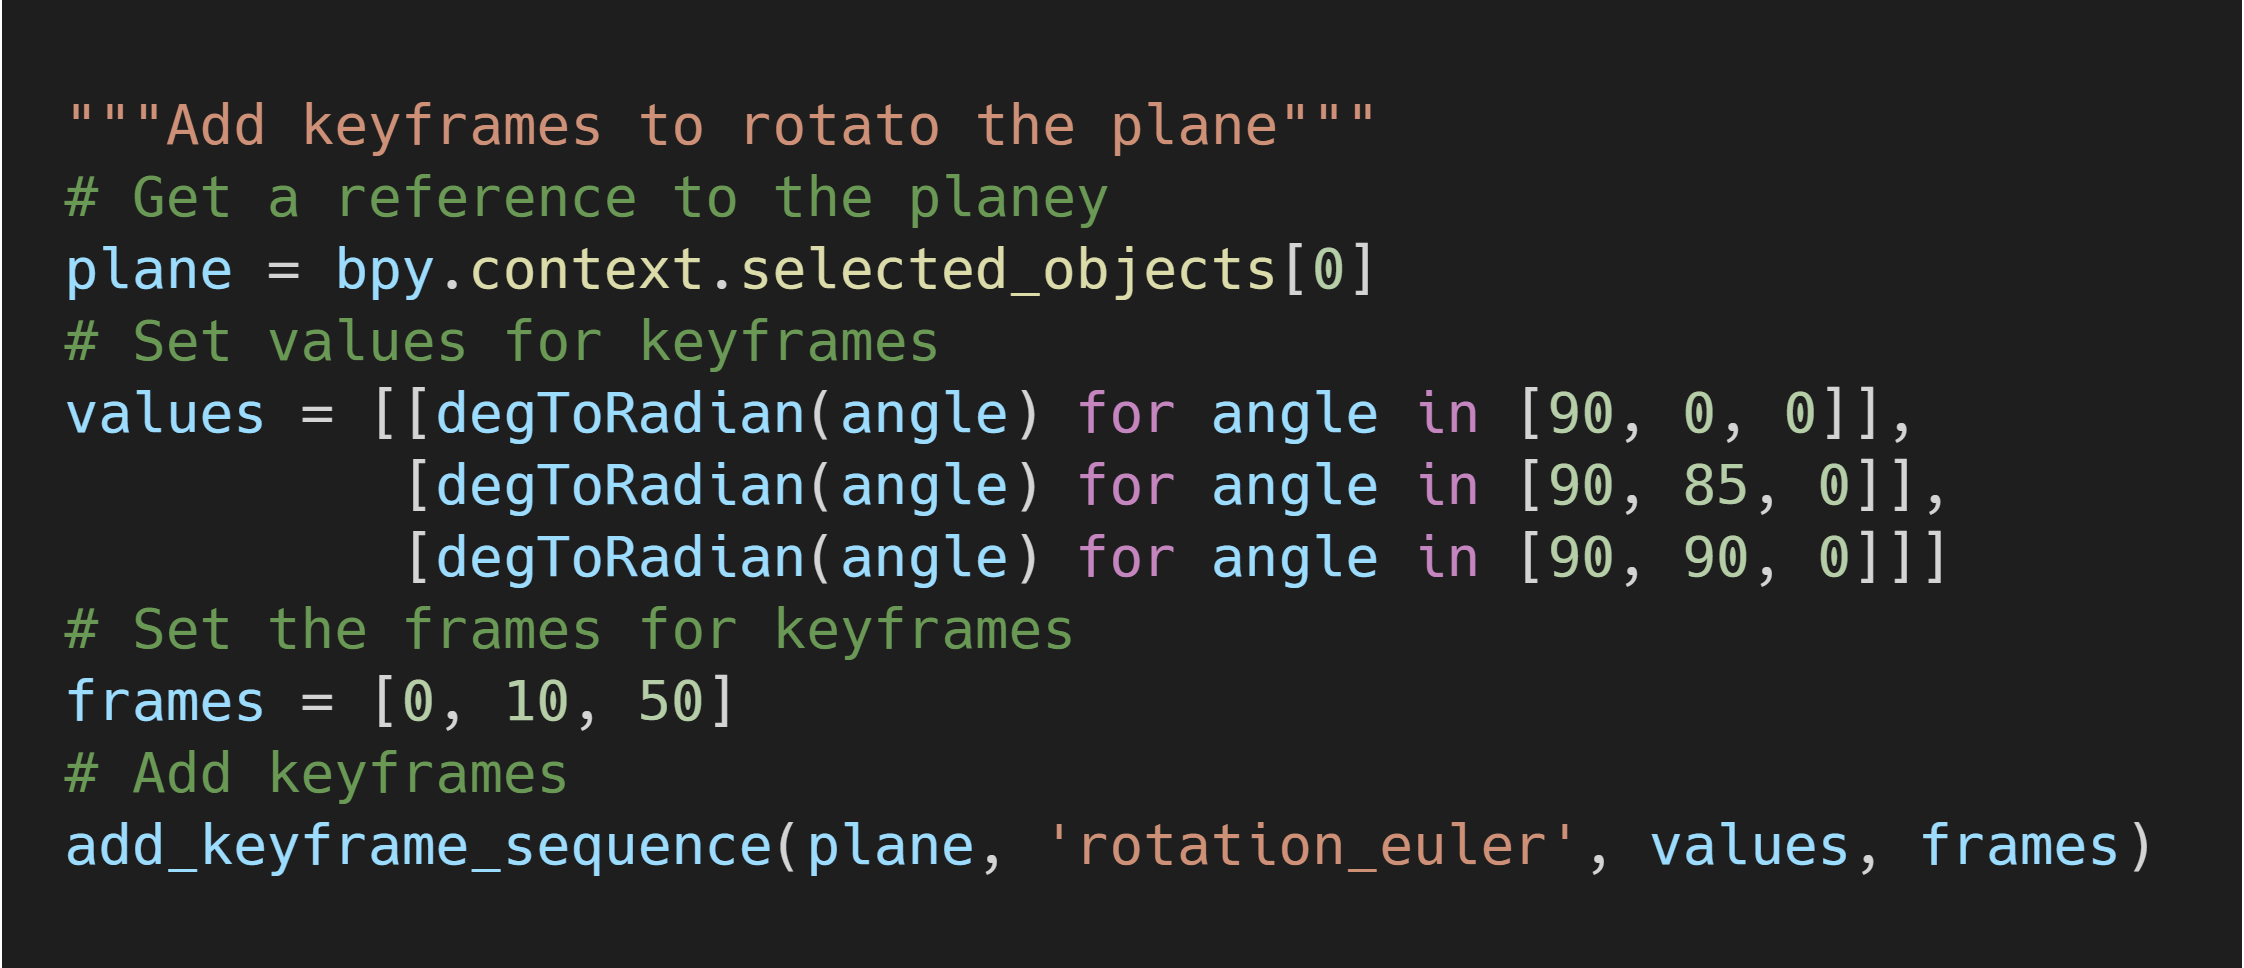 """Add keyframes to rotato the plane"""
# Get a reference to the planey
plane = bpy.context.selected_objects[0]
# Set values for keyframes
values = [[degToRadian(angle) for angle in [90, 0, 0]],
          [degToRadian(angle) for angle in [90, 85, 0]],
          [degToRadian(angle) for angle in [90, 90, 0]]]
# Set the frames for keyframes
frames = [0, 10, 50]
# Add keyframes
add_keyframe_sequence(plane, 'rotation_euler', values, frames)